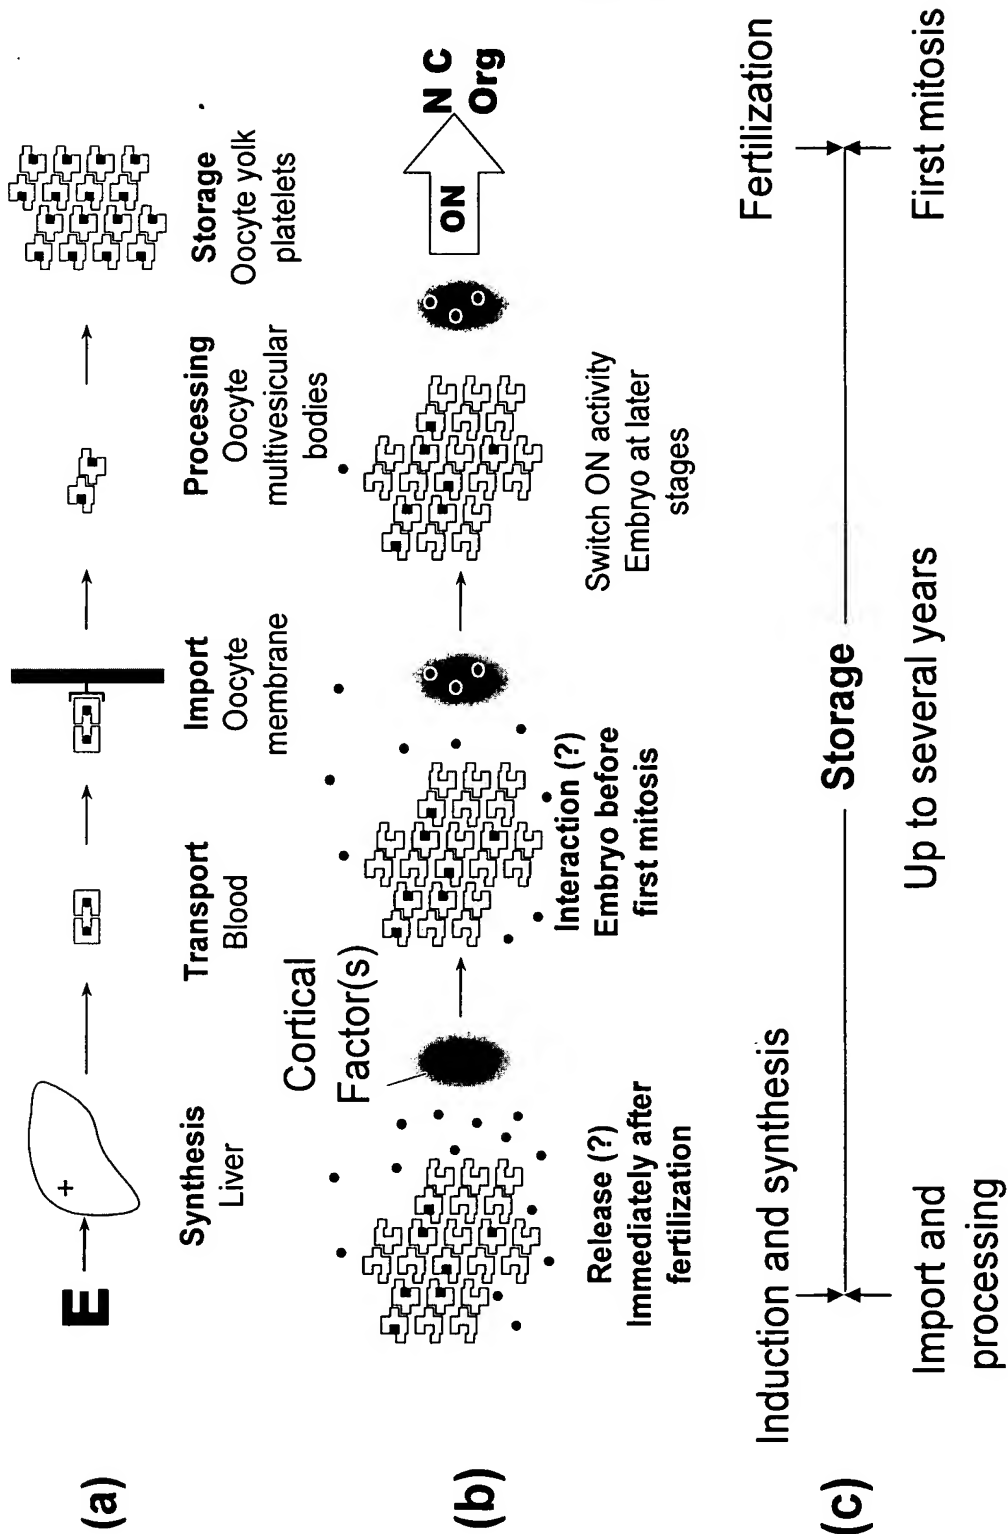 (a)
E
Synthesis
Liver
+
Transport
Blood
Import
Oocyte
membrane
Processing
Oocyte
multivesicular
bodies
Storage
Oocyte yolk
platelets
(b)
Release (?)
Immediately after
fertilization
Cortical
Factor(s)
Interaction (?)
Embryo before
first mitosis
Switch ON activity
Embryo at later
stages
ON
N C
Org
(c)
Induction and synthesis
Import and
processing
Storage
Up to several years
Fertilization
First mitosis